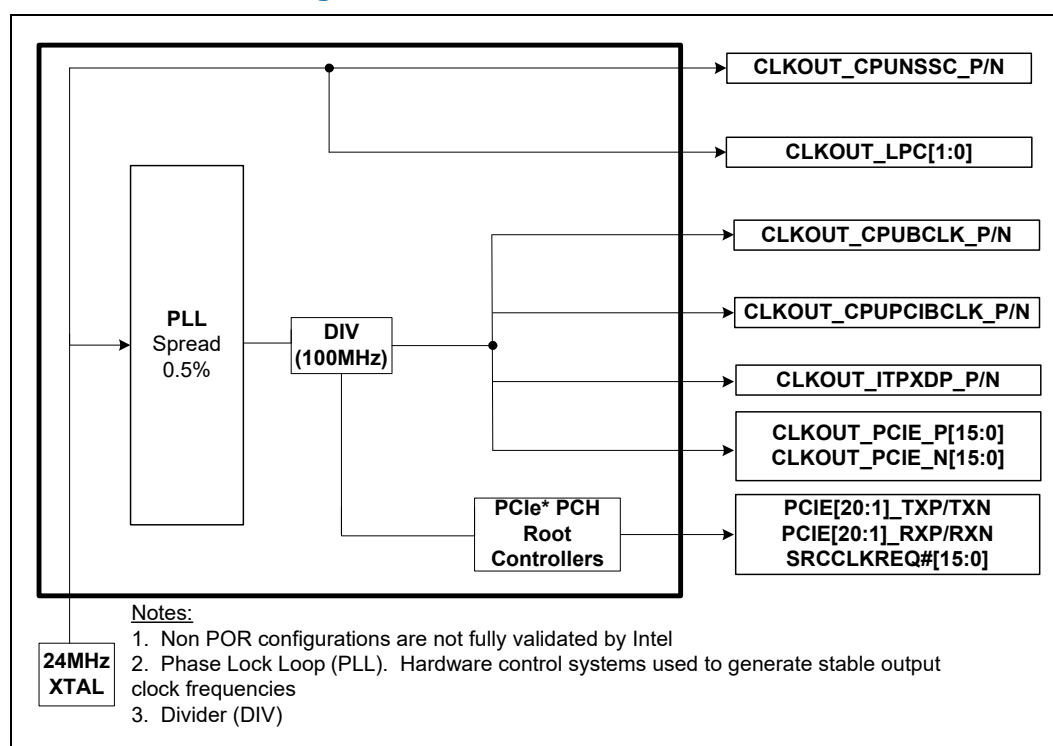 CLKOUT_CPUNSSC_P/N
CLKOUT_LPC[1:0]
CLKOUT_CPUBCLK_P/N
PLL
Spread
0.5%
DIV
(100MHz)
CLKOUT_CPUPCIBCLK_P/N
CLKOUT_ITPXDP_P/N
CLKOUT_PCIE_P[15:0]
CLKOUT_PCIE_N[15:0]
PCIe* PCH
Root
Controllers
PCIE[20:1]_TXP/TXN
PCIE[20:1]_RXP/RXN
SRCCLKREQ#[15:0]
24MHz
XTAL
Notes:
1. Non POR configurations are not fully validated by Intel
2. Phase Lock Loop (PLL). Hardware control systems used to generate stable output
clock frequencies
3. Divider (DIV)